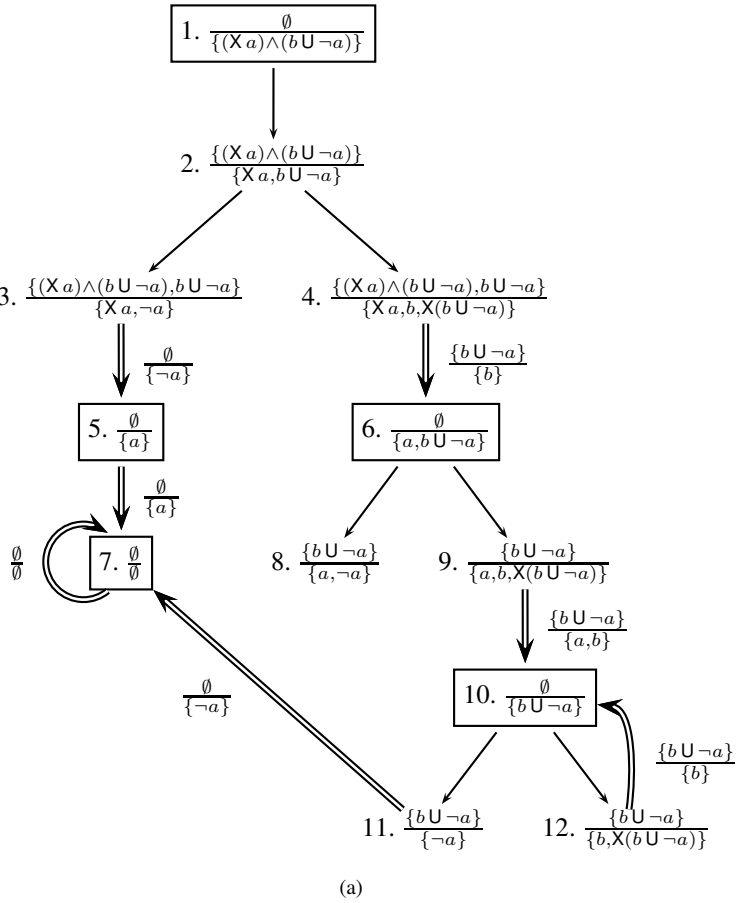 1. ∅ / {(X a)∧(b U ¬a)}
2. {(X a)∧(b U ¬a)} / {X a,b U ¬a}
3. {(X a)∧(b U ¬a),b U ¬a} / {X a,¬a}
4. {(X a)∧(b U ¬a),b U ¬a} / {X a,b,X(b U ¬a)}
∅ / {¬a}
{b U ¬a} / {b}
5. ∅ / {a}
6. ∅ / {a,b U ¬a}
∅ / {a}
∅ / ∅
7. ∅ / ∅
8. {b U ¬a} / {a,¬a}
9. {b U ¬a} / {a,b,X(b U ¬a)}
{b U ¬a} / {a,b}
∅ / {¬a}
10. ∅ / {b U ¬a}
{b U ¬a} / {b}
11. {b U ¬a} / {¬a}
12. {b U ¬a} / {b,X(b U ¬a)}
(a)